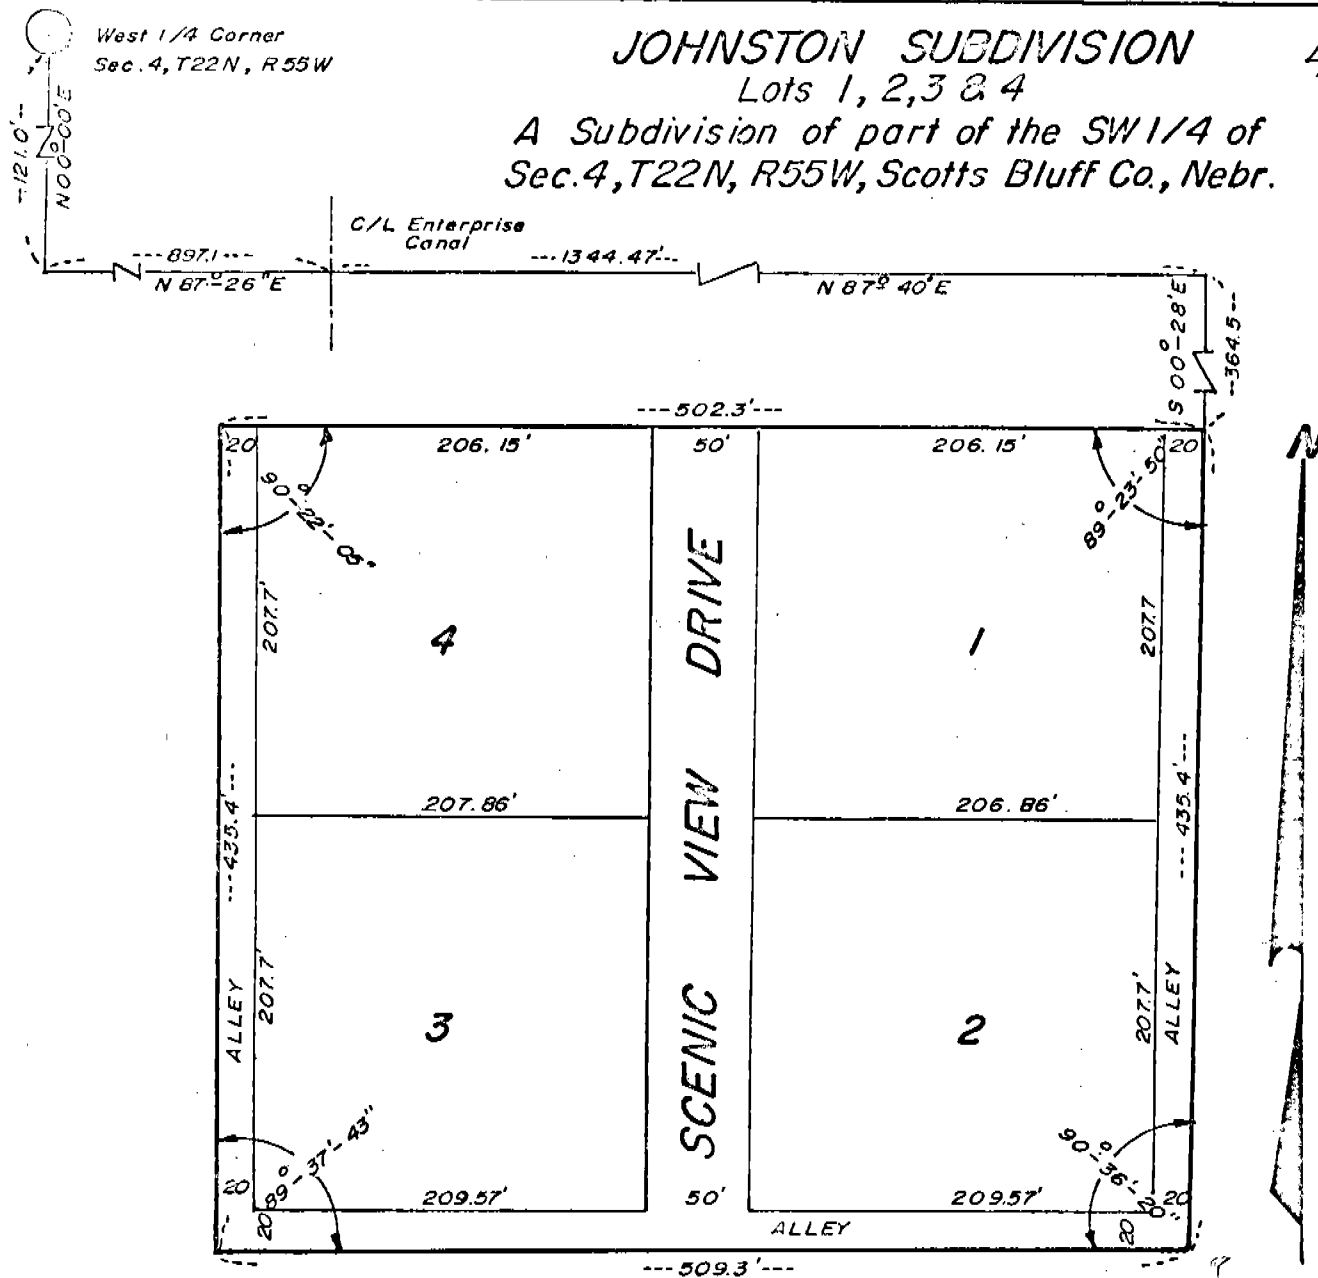 West 1/4 Corner
Sec. 4, T22N, R55W
JOHNSTON SUBDIVISION
Lots 1, 2, 3 & 4
A Subdivision of part of the SW 1/4 of
Sec. 4, T22N, R55W, Scotts Bluff Co., Nebr.
---121.0'---
N00°-00'E
C/L Enterprise
Canal
---897.1---
N 87°-26"E
---1344.47'---
N 87° 40'E
S 00°-28'E
--364.5--
---502.3'---
20
206.15'
50'
206.15'
20
90°-22'-05"
89°-23'-50"
N
207.7'
4
SCENIC VIEW DRIVE
1
207.7
207.86'
206.86'
---435.4'---
---435.4'---
ALLEY
207.7'
3
2
207.7'
ALLEY
89°-37'-43"
90°-36'-20"
20
20
209.57'
50'
209.57'
20
20
ALLEY
---509.3'---